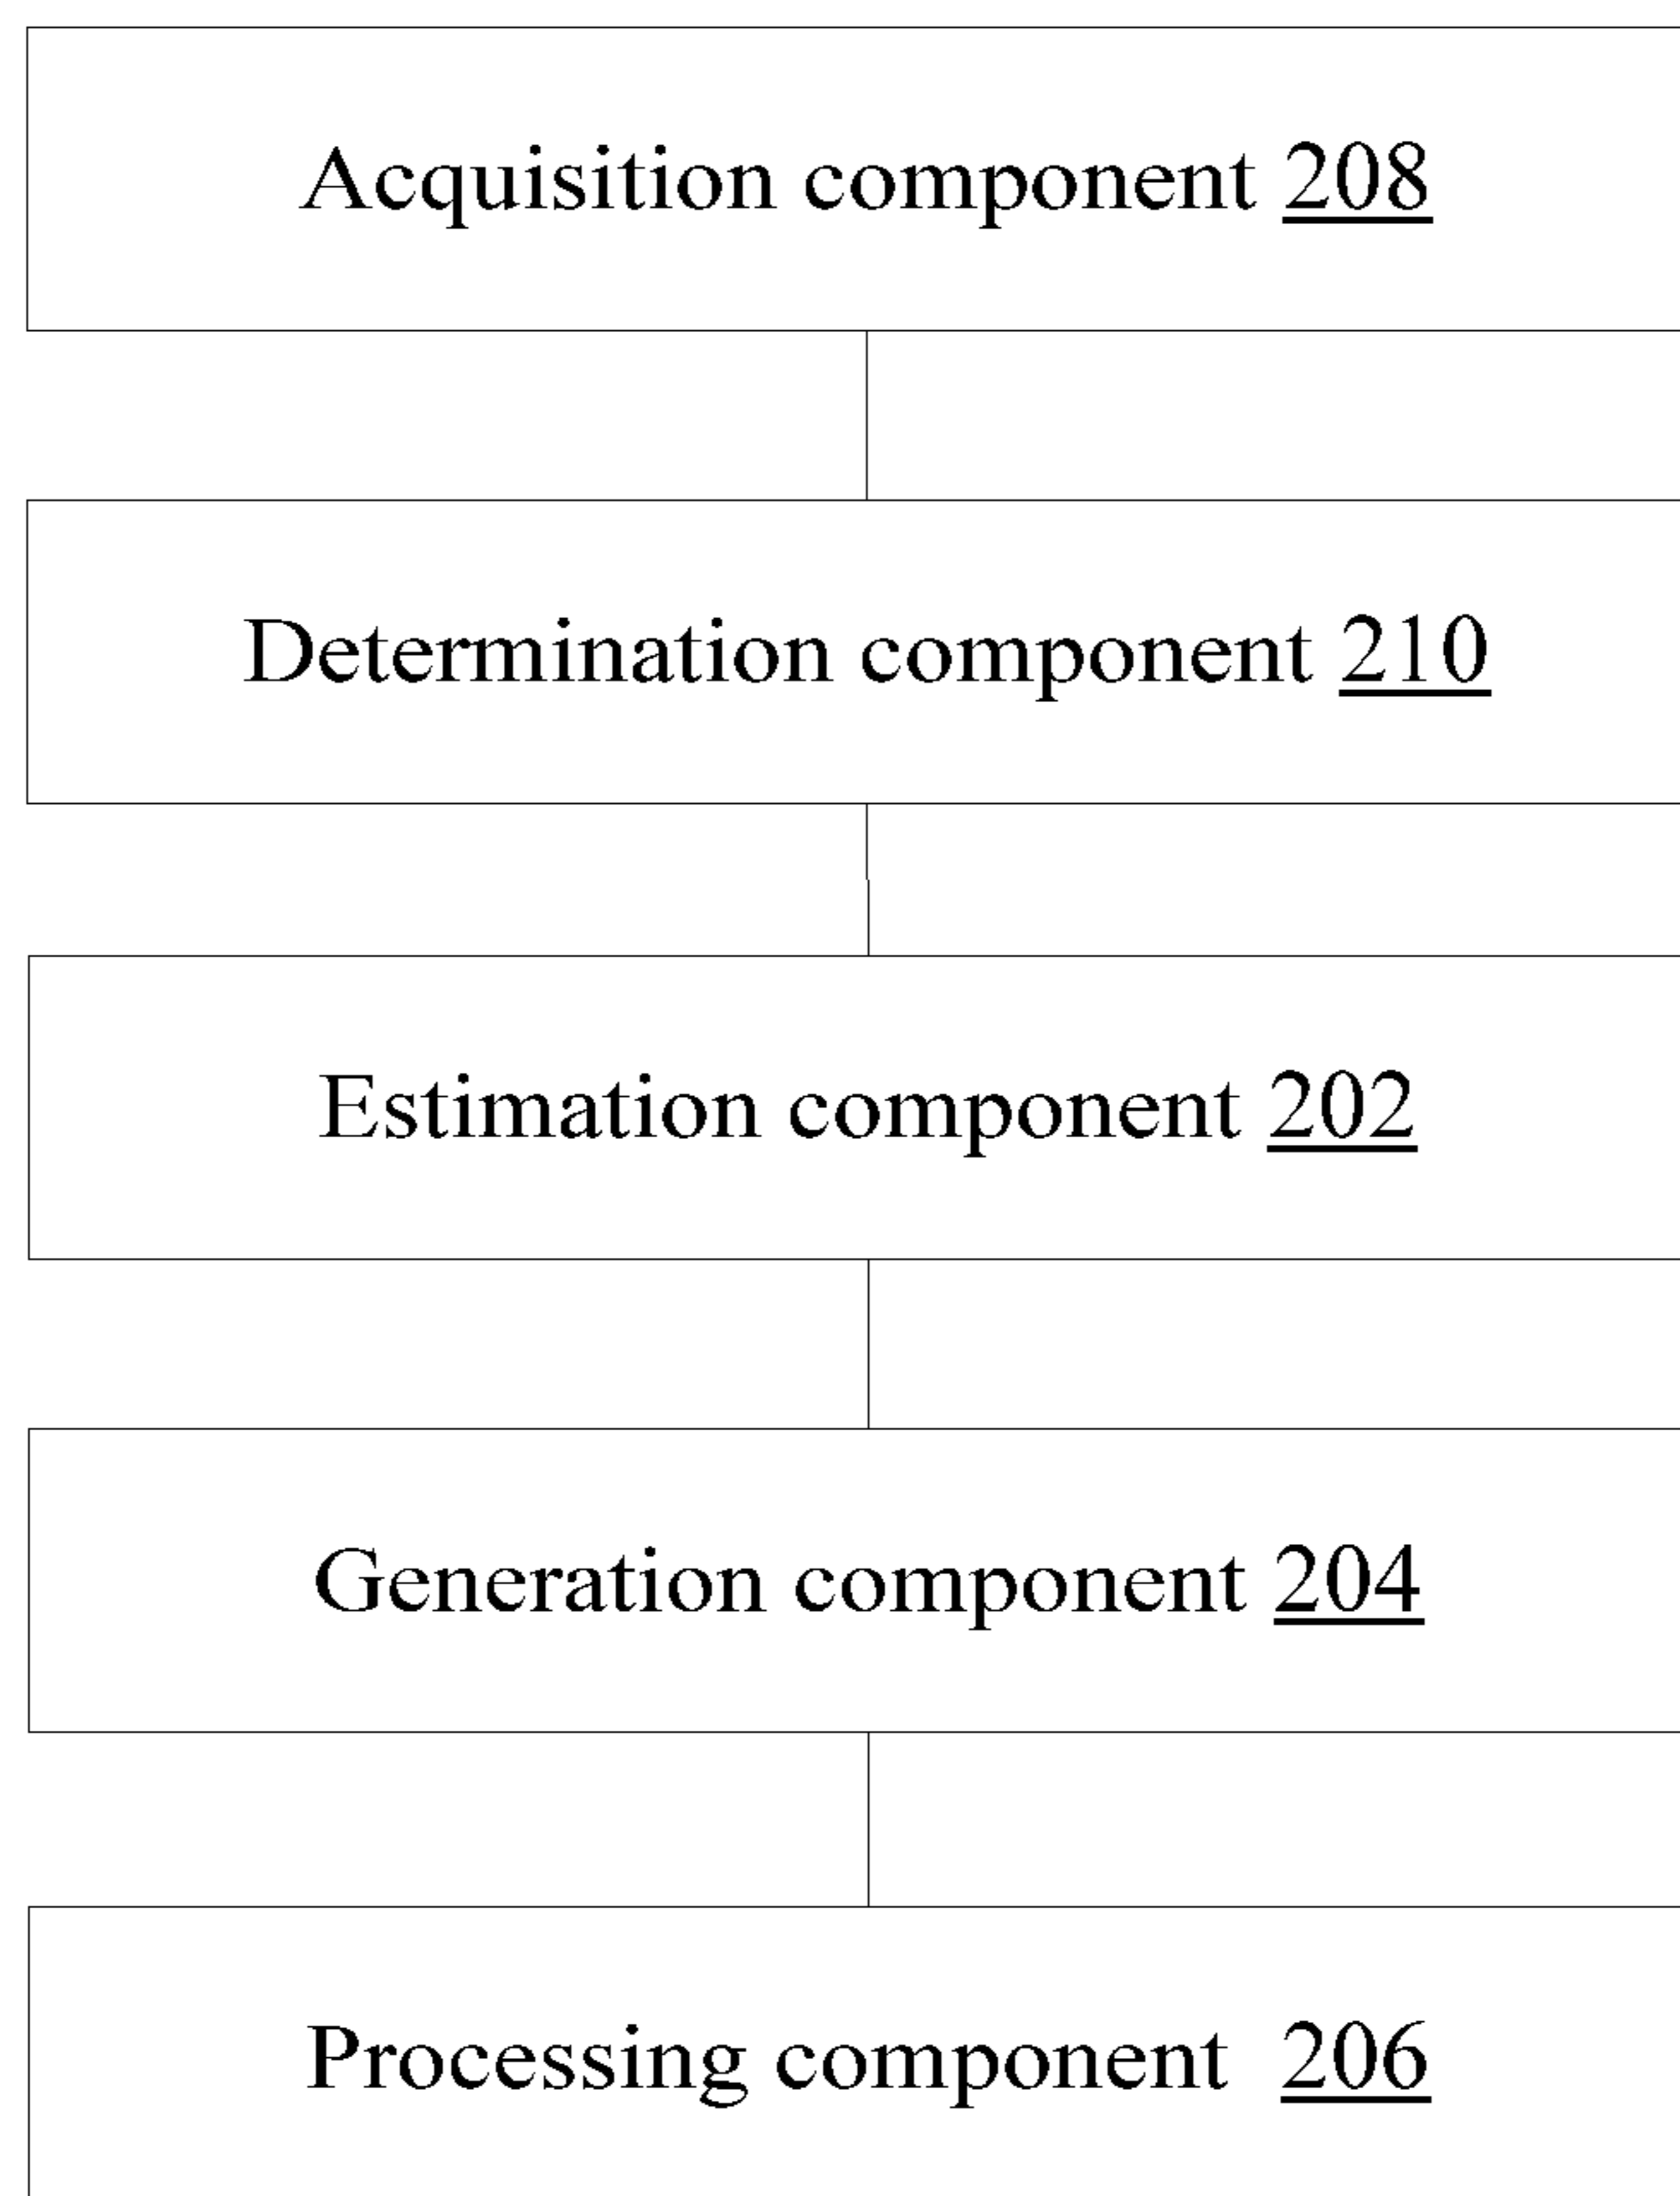 Acquisition component 208
Determination component 210
Estimation component 202
Generation component 204
Processing component 206